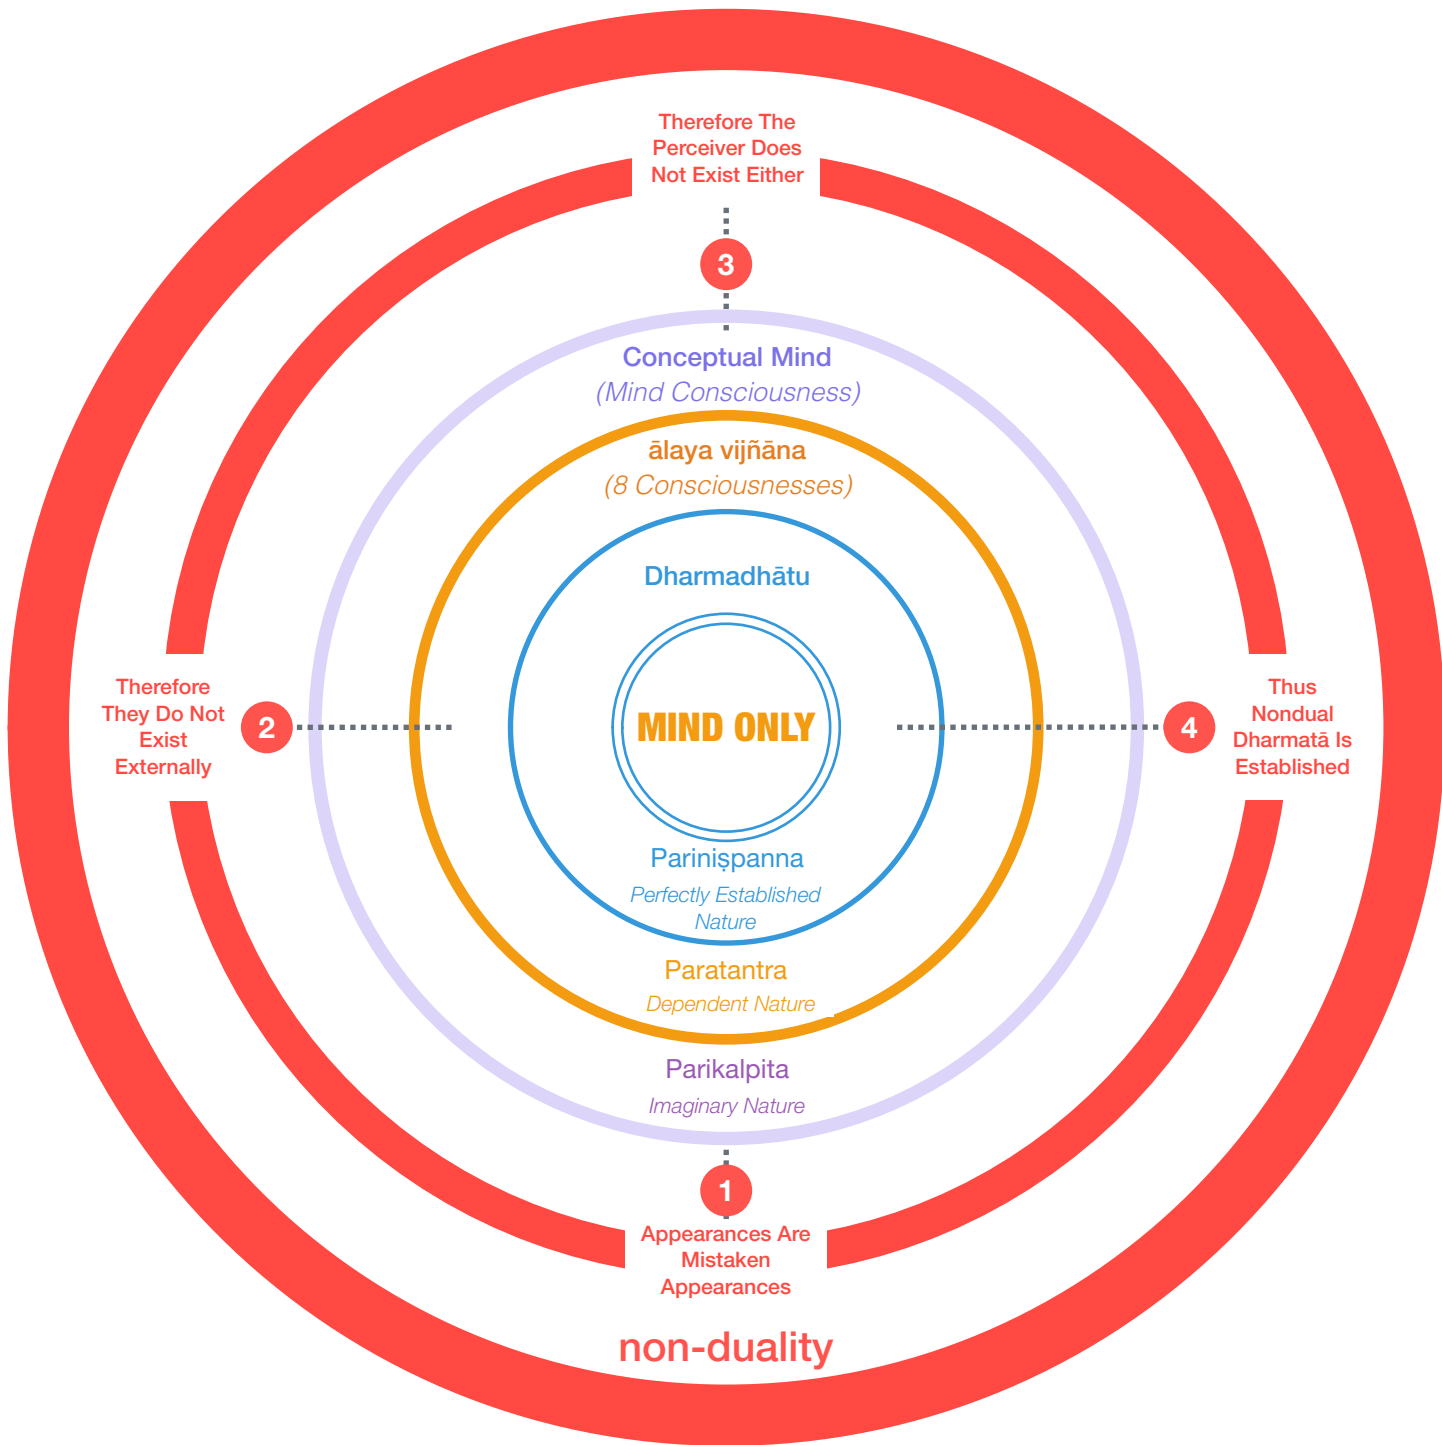 Therefore The
Perceiver Does
Not Exist Either
3
Conceptual Mind
(Mind Consciousness)
ālaya vijñāna
(8 Consciousnesses)
Dharmadhātu
Therefore
They Do Not
Exist
Externally
2
MIND ONLY
4
Thus
Nondual
Dharmatā Is
Established
Pariniṣpanna
Perfectly Established
Nature
Paratantra
Dependent Nature
Parikalpita
Imaginary Nature
1
Appearances Are
Mistaken
Appearances
non-duality